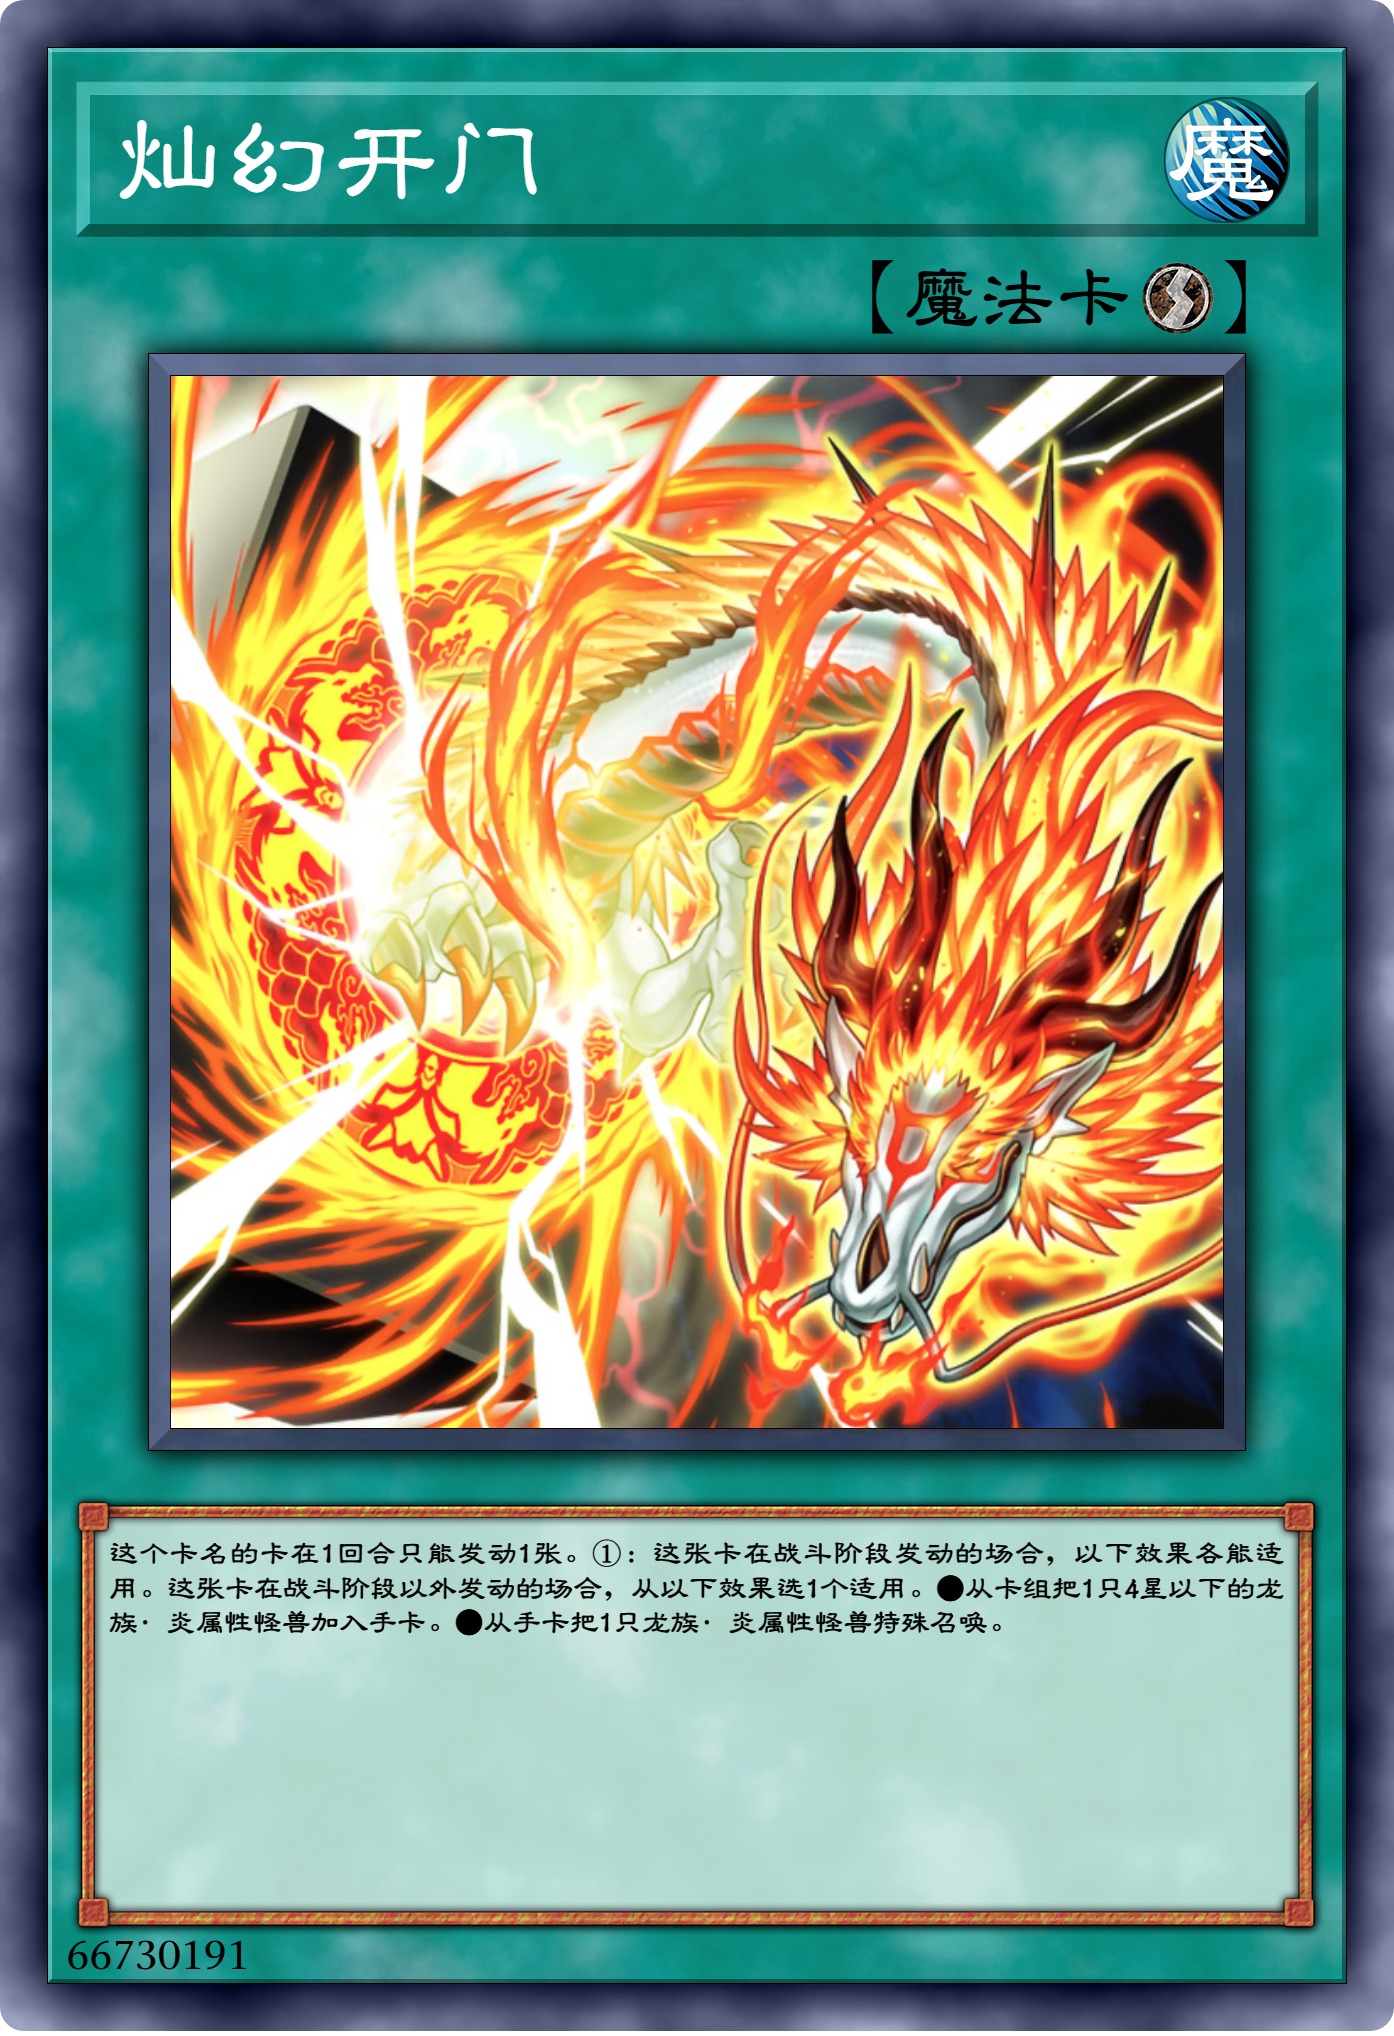 灿幻开门
魔
【魔法卡】
这个卡名的卡在1回合只能发动1张。①：这张卡在战斗阶段发动的场合，以下效果各能适
用。这张卡在战斗阶段以外发动的场合，从以下效果选1个适用。●从卡组把1只4星以下的龙
族·炎属性怪兽加入手卡。●从手卡把1只龙族·炎属性怪兽特殊召唤。
66730191